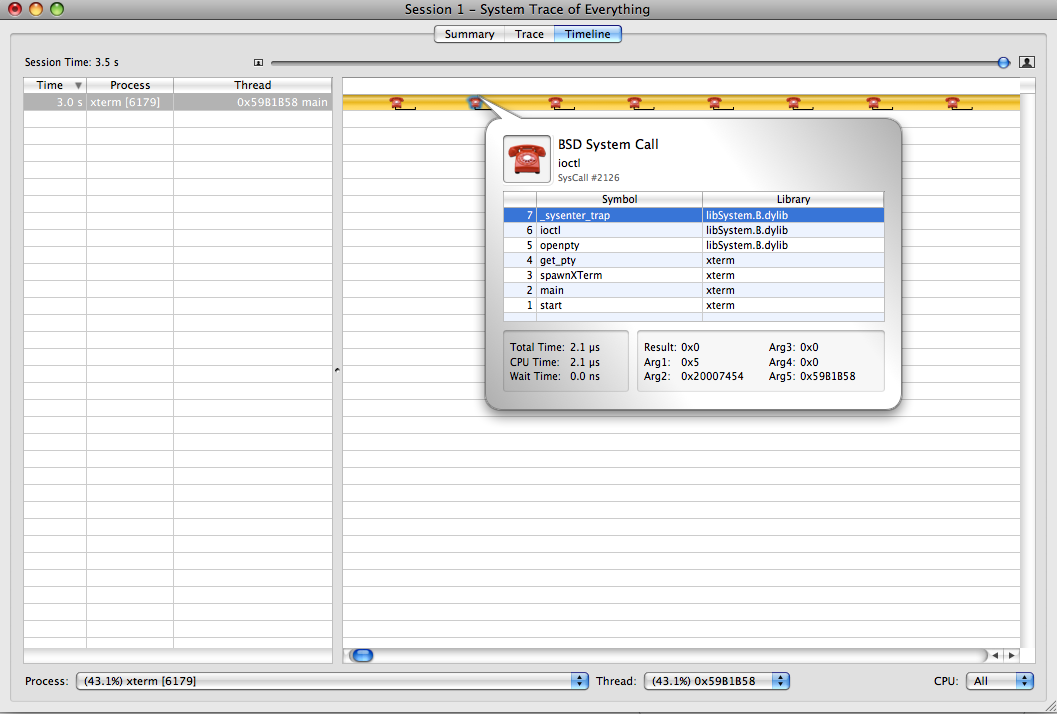 Session 1 - System Trace of Everything
Summary Trace Timeline
Session Time: 3.5 s
Time Process Thread
3.0 s xterm [6179] 0x59B1B58 main
BSD System Call
ioctl
SysCall #2126
Symbol Library
7 _sysenter_trap libSystem.B.dylib
6 ioctl libSystem.B.dylib
5 openpty libSystem.B.dylib
4 get_pty xterm
3 spawnXTerm xterm
2 main xterm
1 start xterm
Total Time: 2.1 µs
CPU Time: 2.1 µs
Wait Time: 0.0 ns
Result: 0x0 Arg3: 0x0
Arg1: 0x5 Arg4: 0x0
Arg2: 0x20007454 Arg5: 0x59B1B58
Process: (43.1%) xterm [6179] Thread: (43.1%) 0x59B1B58 CPU: All